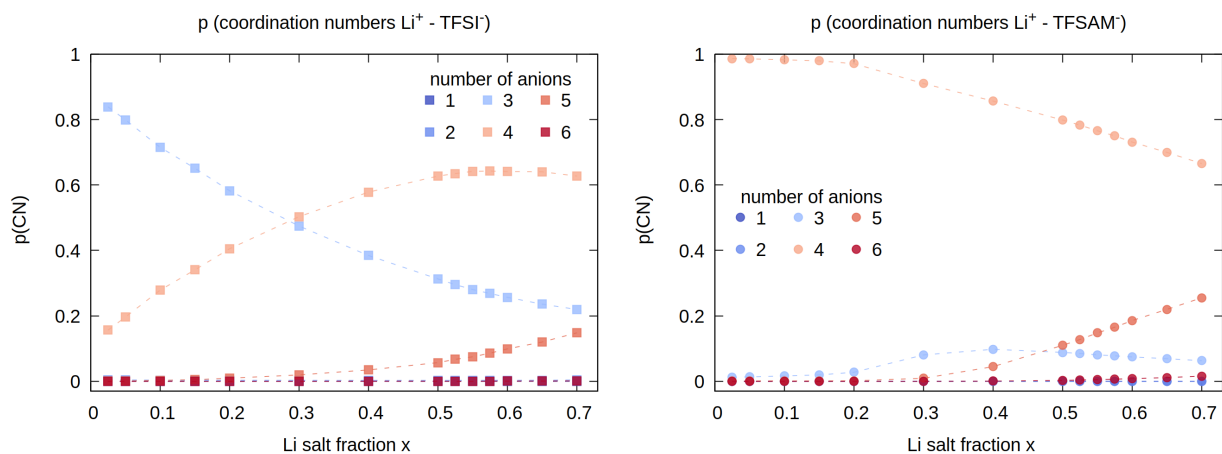 p (coordination numbers Li⁺ - TFSI⁻)
p(CN)
1
0.8
0.6
0.4
0.2
0
number of anions
1 3 5
2 4 6
0 0.1 0.2 0.3 0.4 0.5 0.6 0.7
Li salt fraction x
p (coordination numbers Li⁺ - TFSAM⁻)
p(CN)
1
0.8
0.6
0.4
0.2
0
number of anions
1 3 5
2 4 6
0 0.1 0.2 0.3 0.4 0.5 0.6 0.7
Li salt fraction x